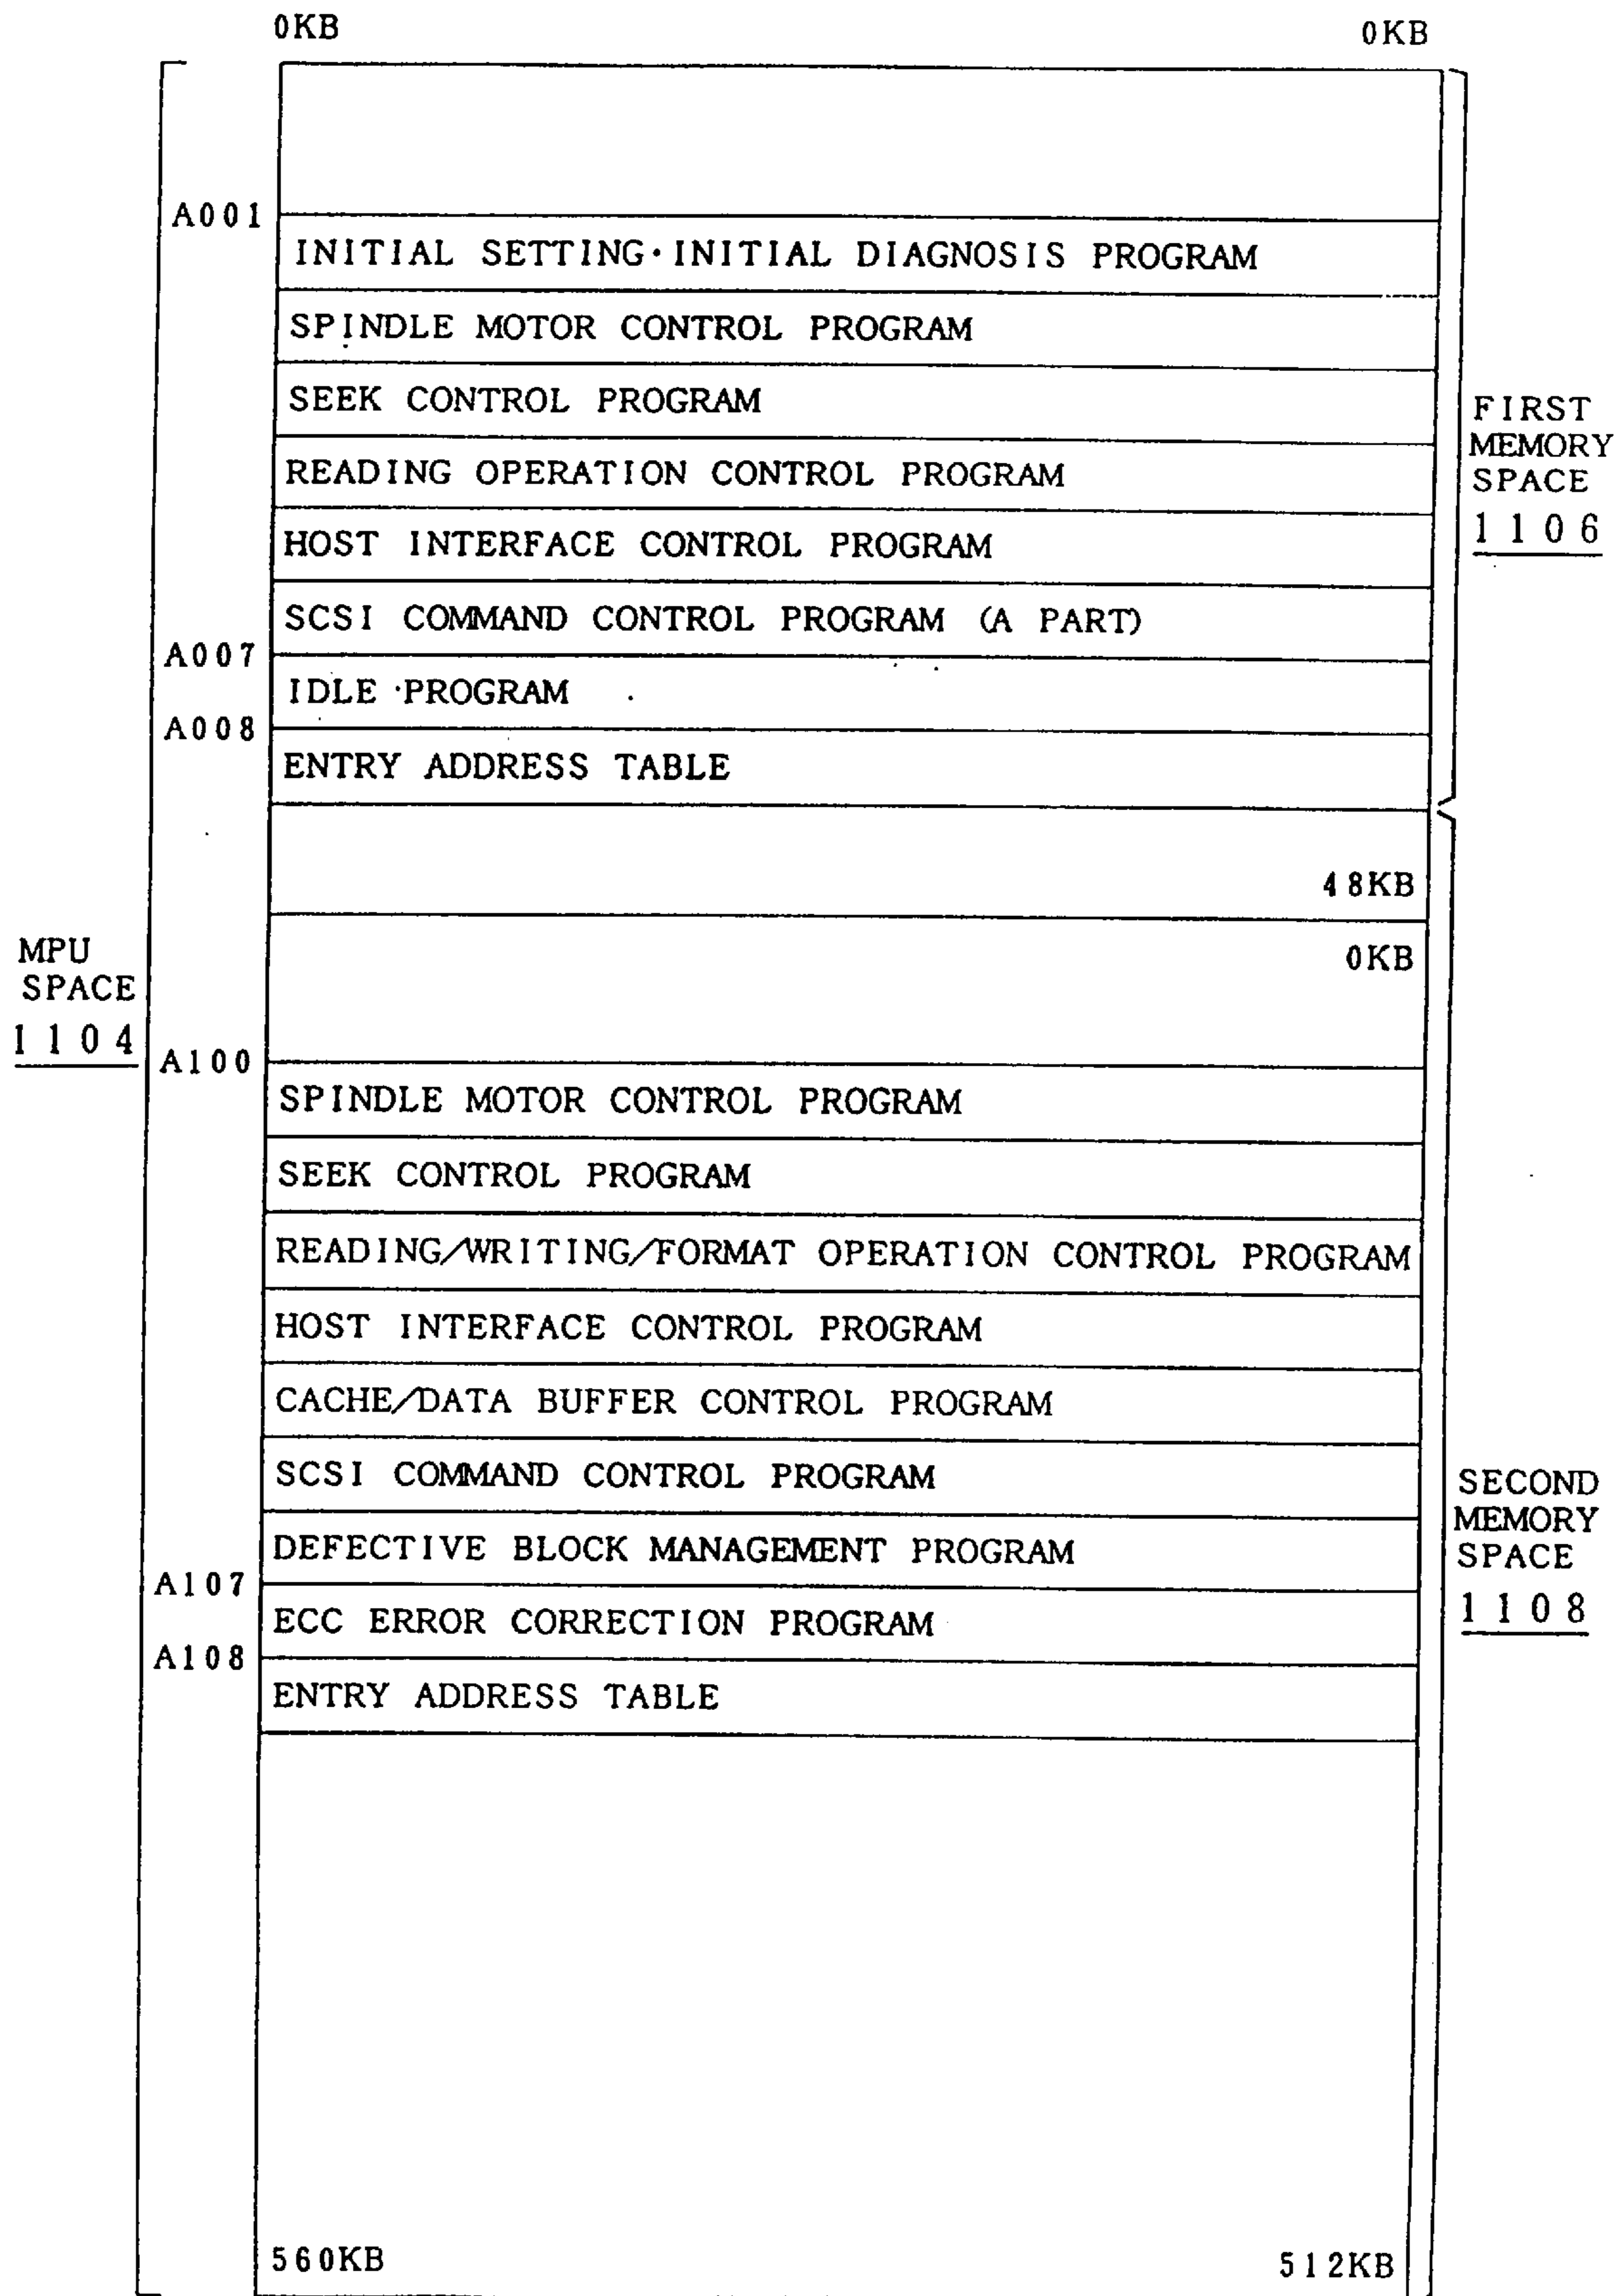 0KB 0KB
A001
INITIAL SETTING·INITIAL DIAGNOSIS PROGRAM
SPINDLE MOTOR CONTROL PROGRAM
SEEK CONTROL PROGRAM
READING OPERATION CONTROL PROGRAM
HOST INTERFACE CONTROL PROGRAM
SCSI COMMAND CONTROL PROGRAM (A PART)
A007
IDLE PROGRAM
A008
ENTRY ADDRESS TABLE
FIRST
MEMORY
SPACE
1106
48KB
0KB
MPU
SPACE
1104
A100
SPINDLE MOTOR CONTROL PROGRAM
SEEK CONTROL PROGRAM
READING/WRITING/FORMAT OPERATION CONTROL PROGRAM
HOST INTERFACE CONTROL PROGRAM
CACHE/DATA BUFFER CONTROL PROGRAM
SCSI COMMAND CONTROL PROGRAM
DEFECTIVE BLOCK MANAGEMENT PROGRAM
A107
ECC ERROR CORRECTION PROGRAM
A108
ENTRY ADDRESS TABLE
SECOND
MEMORY
SPACE
1108
560KB 512KB